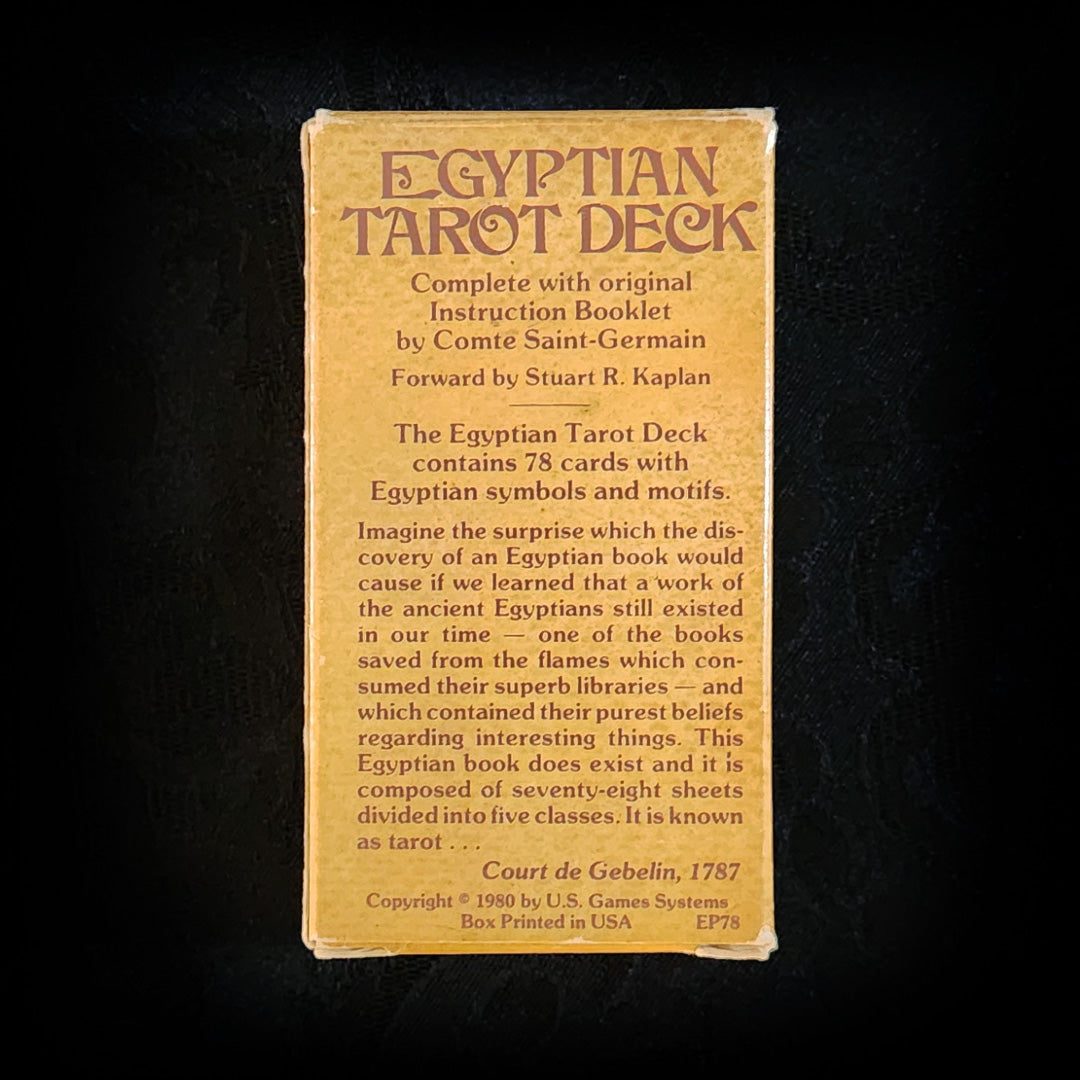 EGYPTIAN
TAROT DECK
Complete with original
Instruction Booklet
by Comte Saint-Germain
Forward by Stuart R. Kaplan
The Egyptian Tarot Deck
contains 78 cards with
Egyptian symbols and motifs.
Imagine the surprise which the dis-
covery of an Egyptian book would
cause if we learned that a work of
the ancient Egyptians still existed
in our time — one of the books
saved from the flames which con-
sumed their superb libraries — and
which contained their purest beliefs
regarding interesting things. This
Egyptian book does exist and it is
composed of seventy-eight sheets
divided into five classes. It is known
as tarot . . .
Court de Gebelin, 1787
Copyright © 1980 by U.S. Games Systems
Box Printed in USA EP78